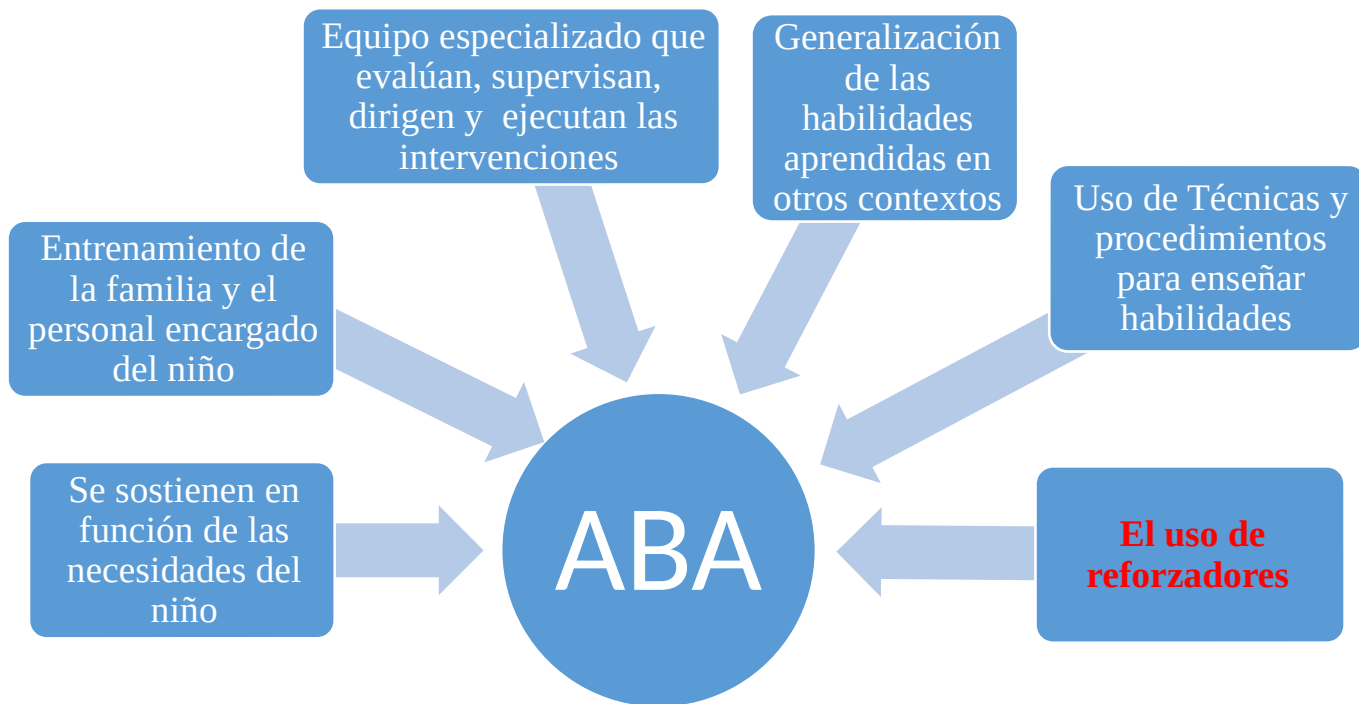 Equipo especializado que
evalúan, supervisan,
dirigen y  ejecutan las
intervenciones
Generalización
de las
habilidades
aprendidas en
otros contextos
Uso de Técnicas y
procedimientos
para enseñar
habilidades
Entrenamiento de
la familia y el
personal encargado
del niño
Se sostienen en
función de las
necesidades del
niño
ABA
El uso de
reforzadores